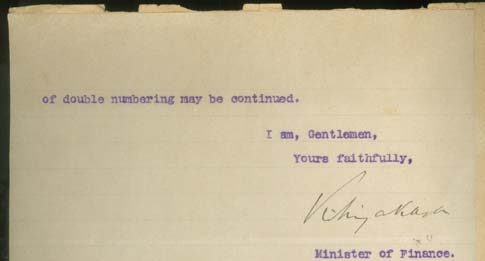 of double numbering may be continued.
I am, Gentlemen,
Yours faithfully,
Minister of Finance.